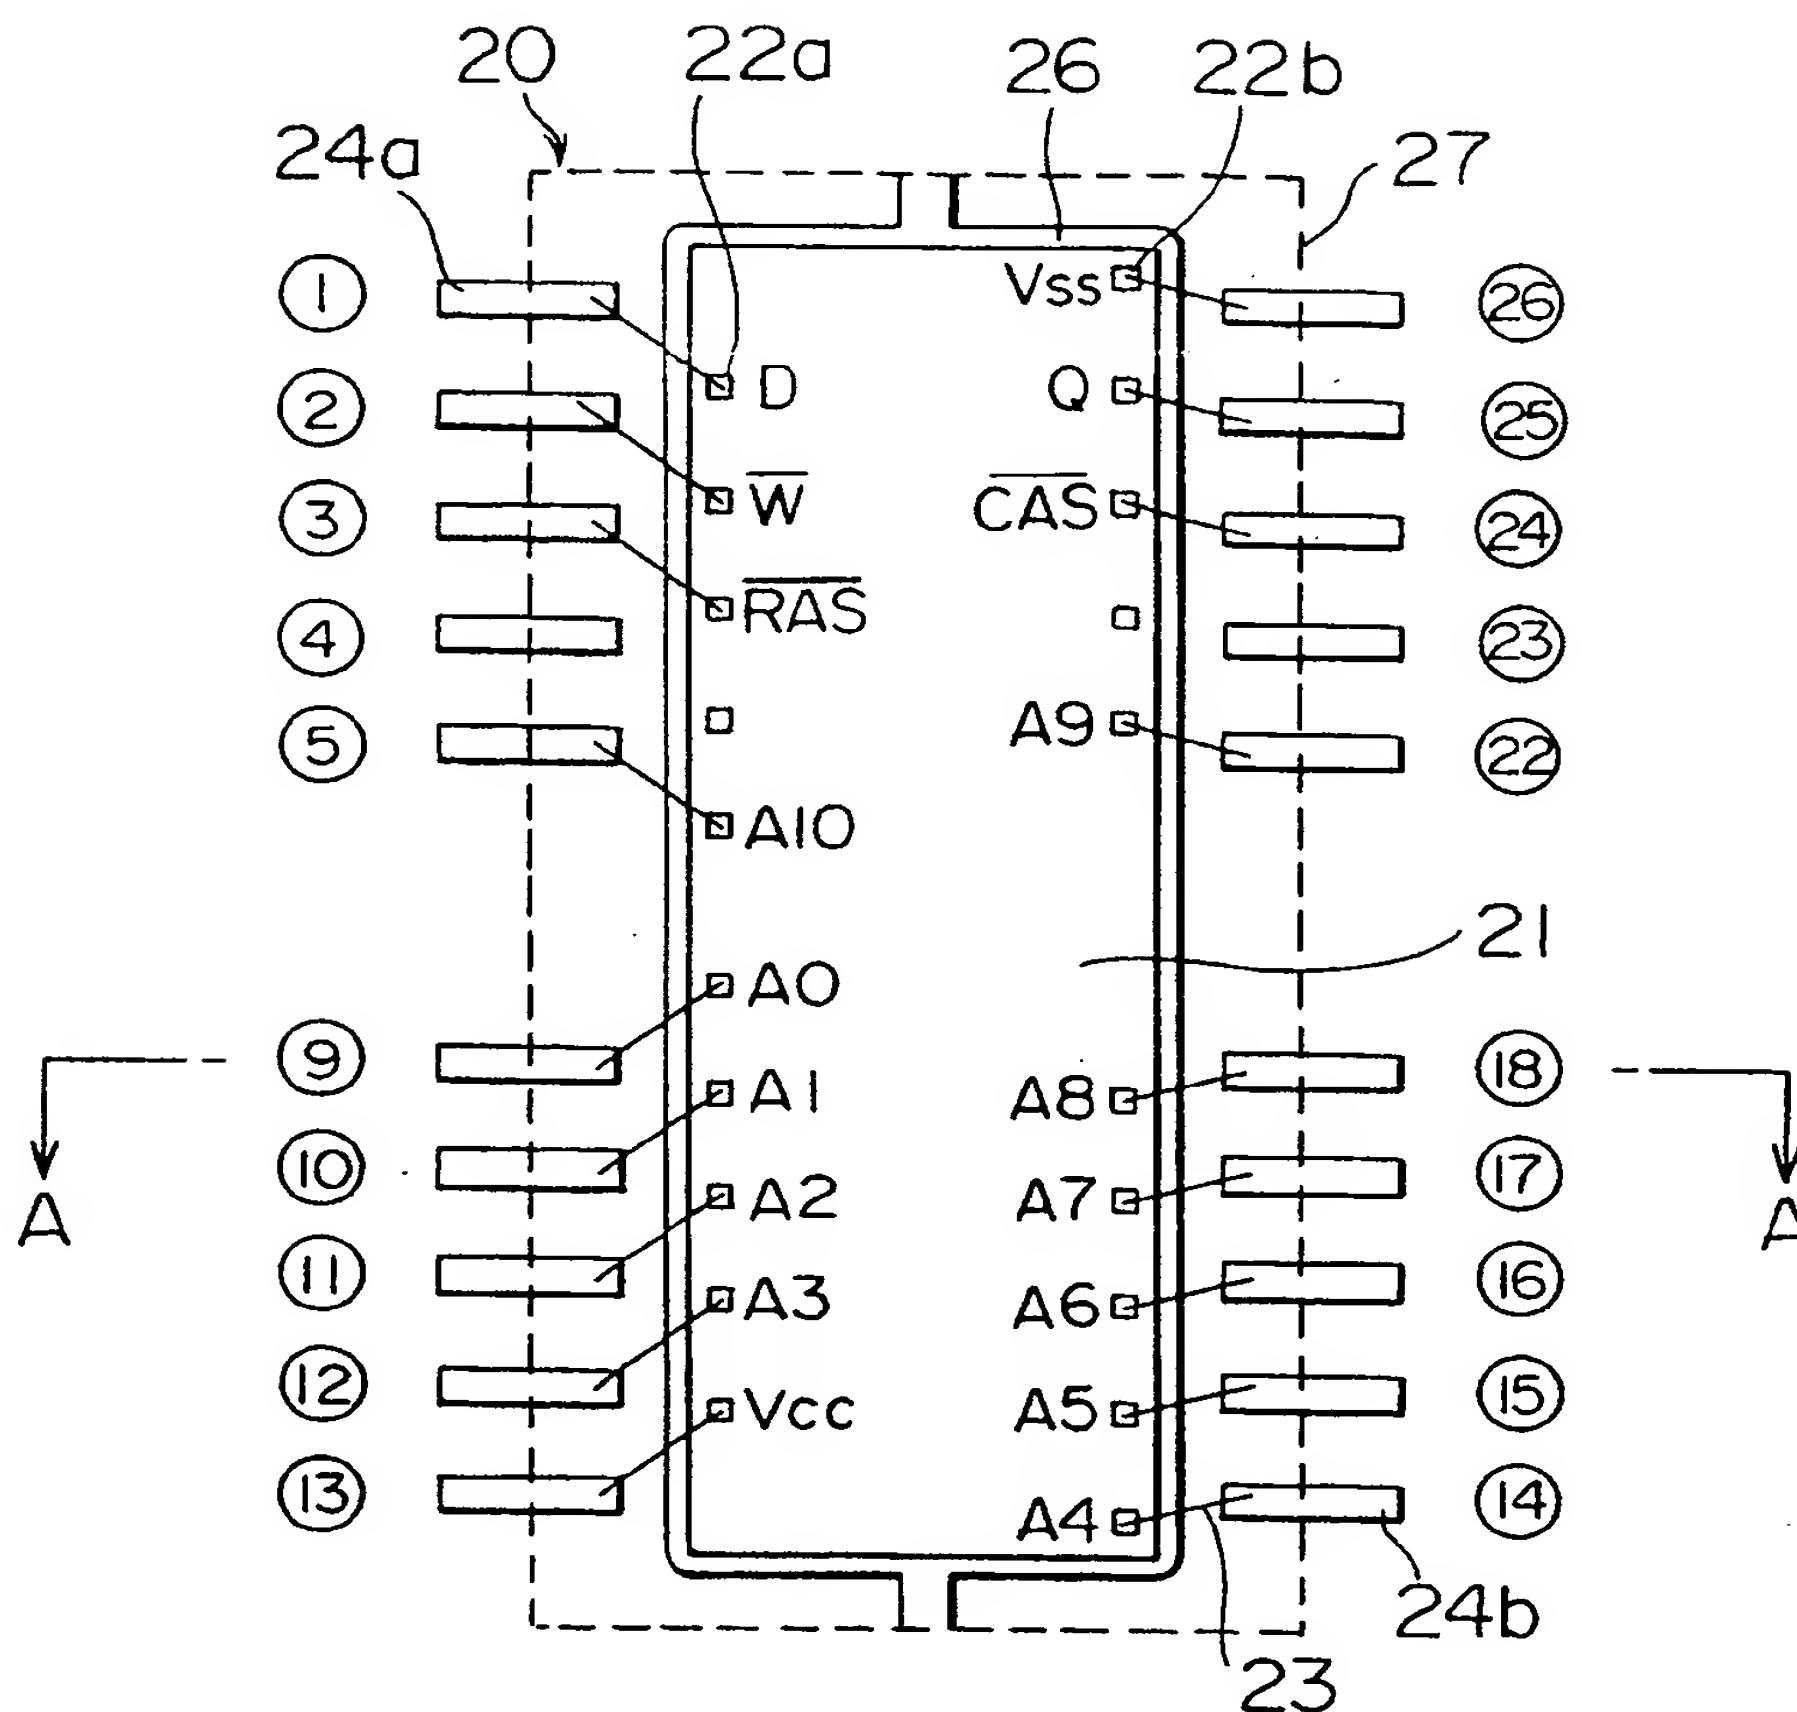 20 22a 26 22b
24a 27
① Vss ㉖
② D Q ㉕
③ W̅ C̅A̅S̅ ㉔
④ R̅A̅S̅ ㉓
⑤ A9 ㉒
A10
21
A0
⑨ A8 ⑱
A1
A ⑩ A7 ⑰ A
A2
⑪ A6 ⑯
A3
⑫ A5 ⑮
Vcc
⑬ A4 ⑭
24b
23